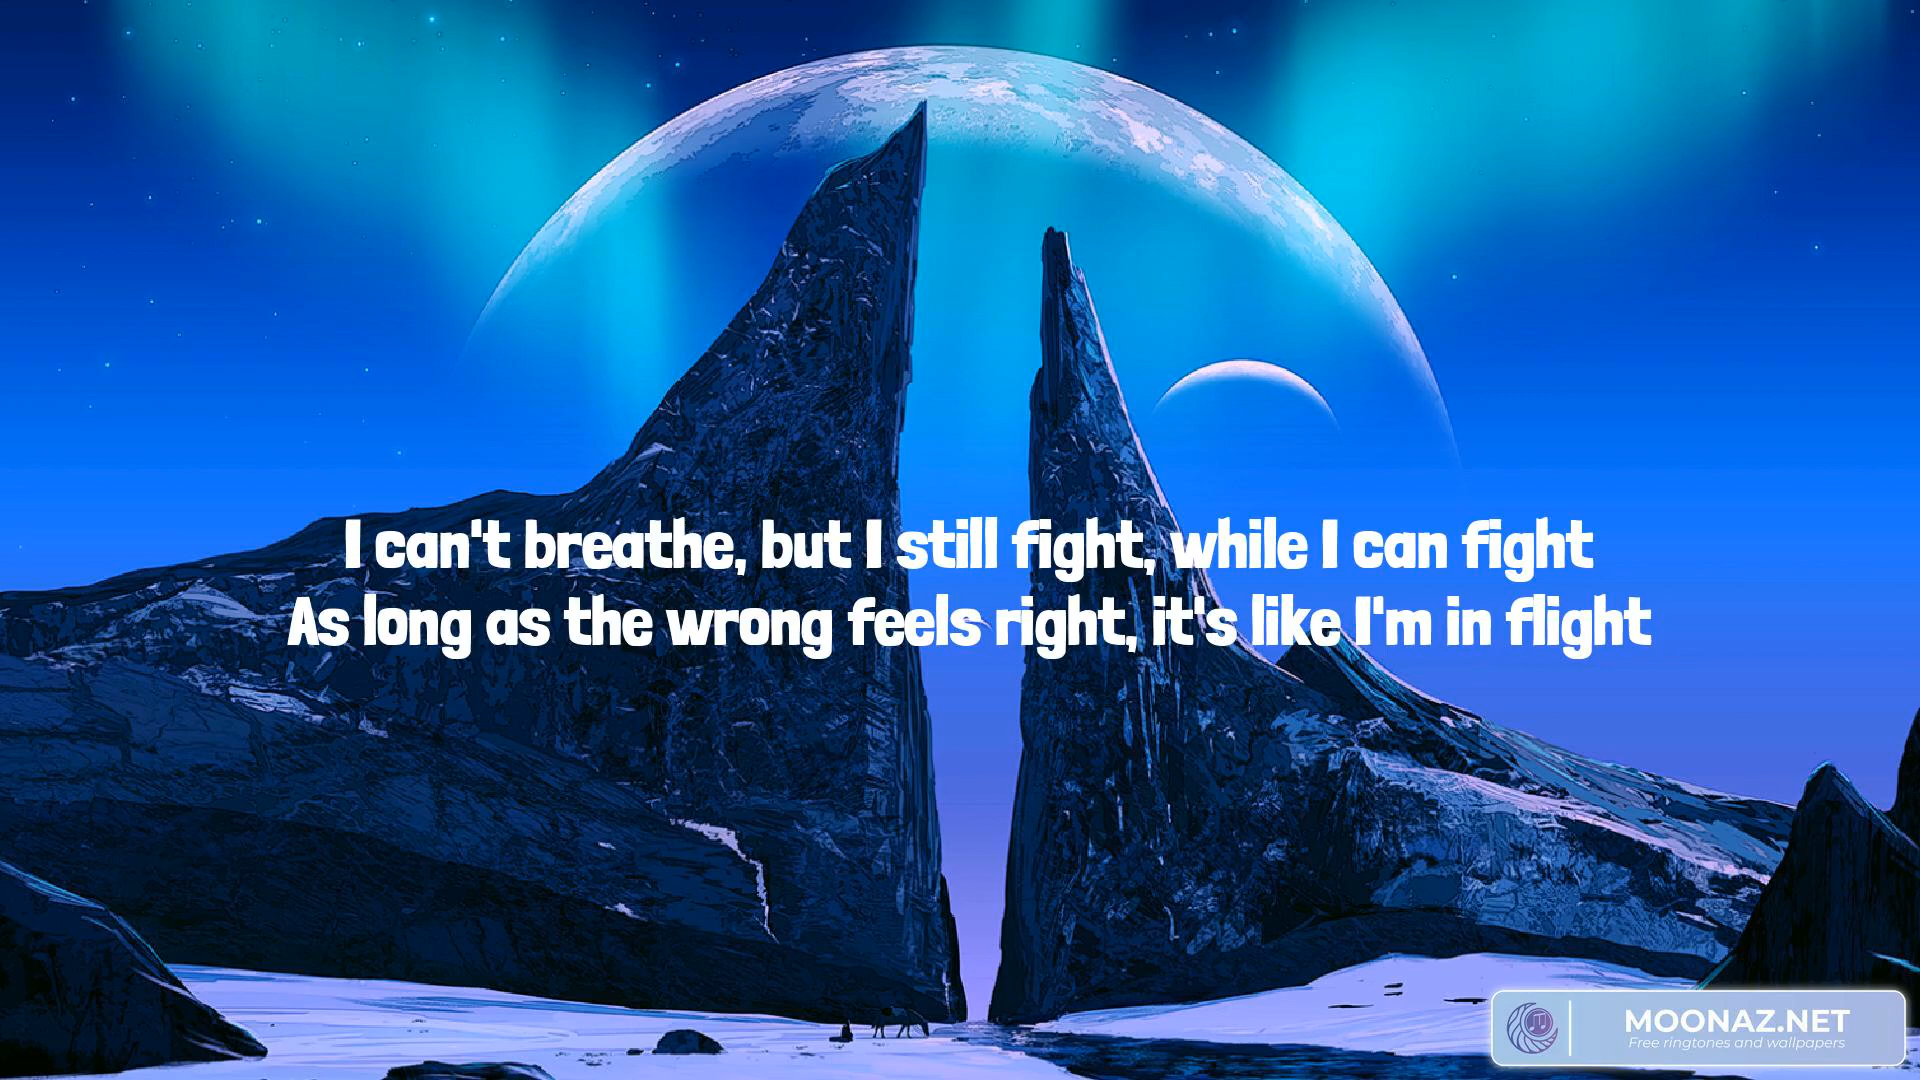 I can't breathe, but I still fight, while I can fight
As long as the wrong feels right, it's like I'm in flight
MOONAZ.NET
Free ringtones and wallpapers